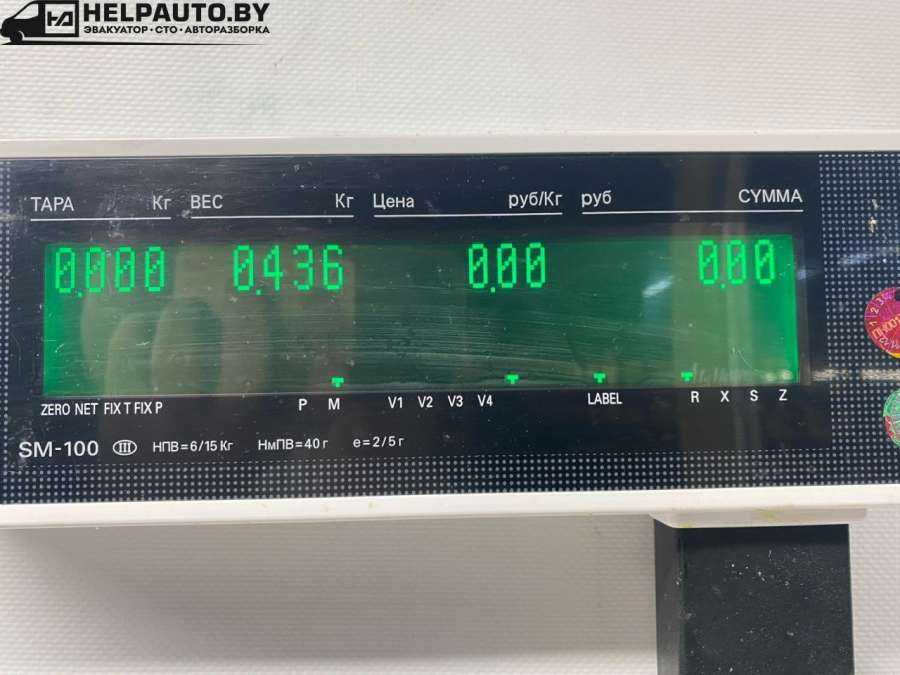 HELPAUTO.BY
ЭВАКУАТОР • СТО • АВТОРАЗБОРКА
ТАРА Кг ВЕС Кг Цена руб/Кг руб СУММА
0.000 0.436 0.00 0.00
ZERO NET FIX T FIX P P M V1 V2 V3 V4 LABEL R X S Z
SM-100 III НПВ=6/15 Кг НмПВ=40 г e=2/5 г